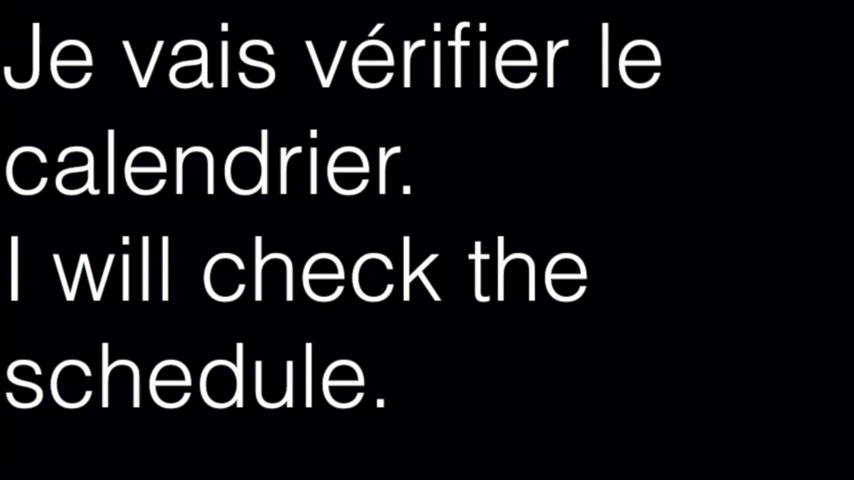 Je vais vérifier le
calendrier.
I will check the
schedule.